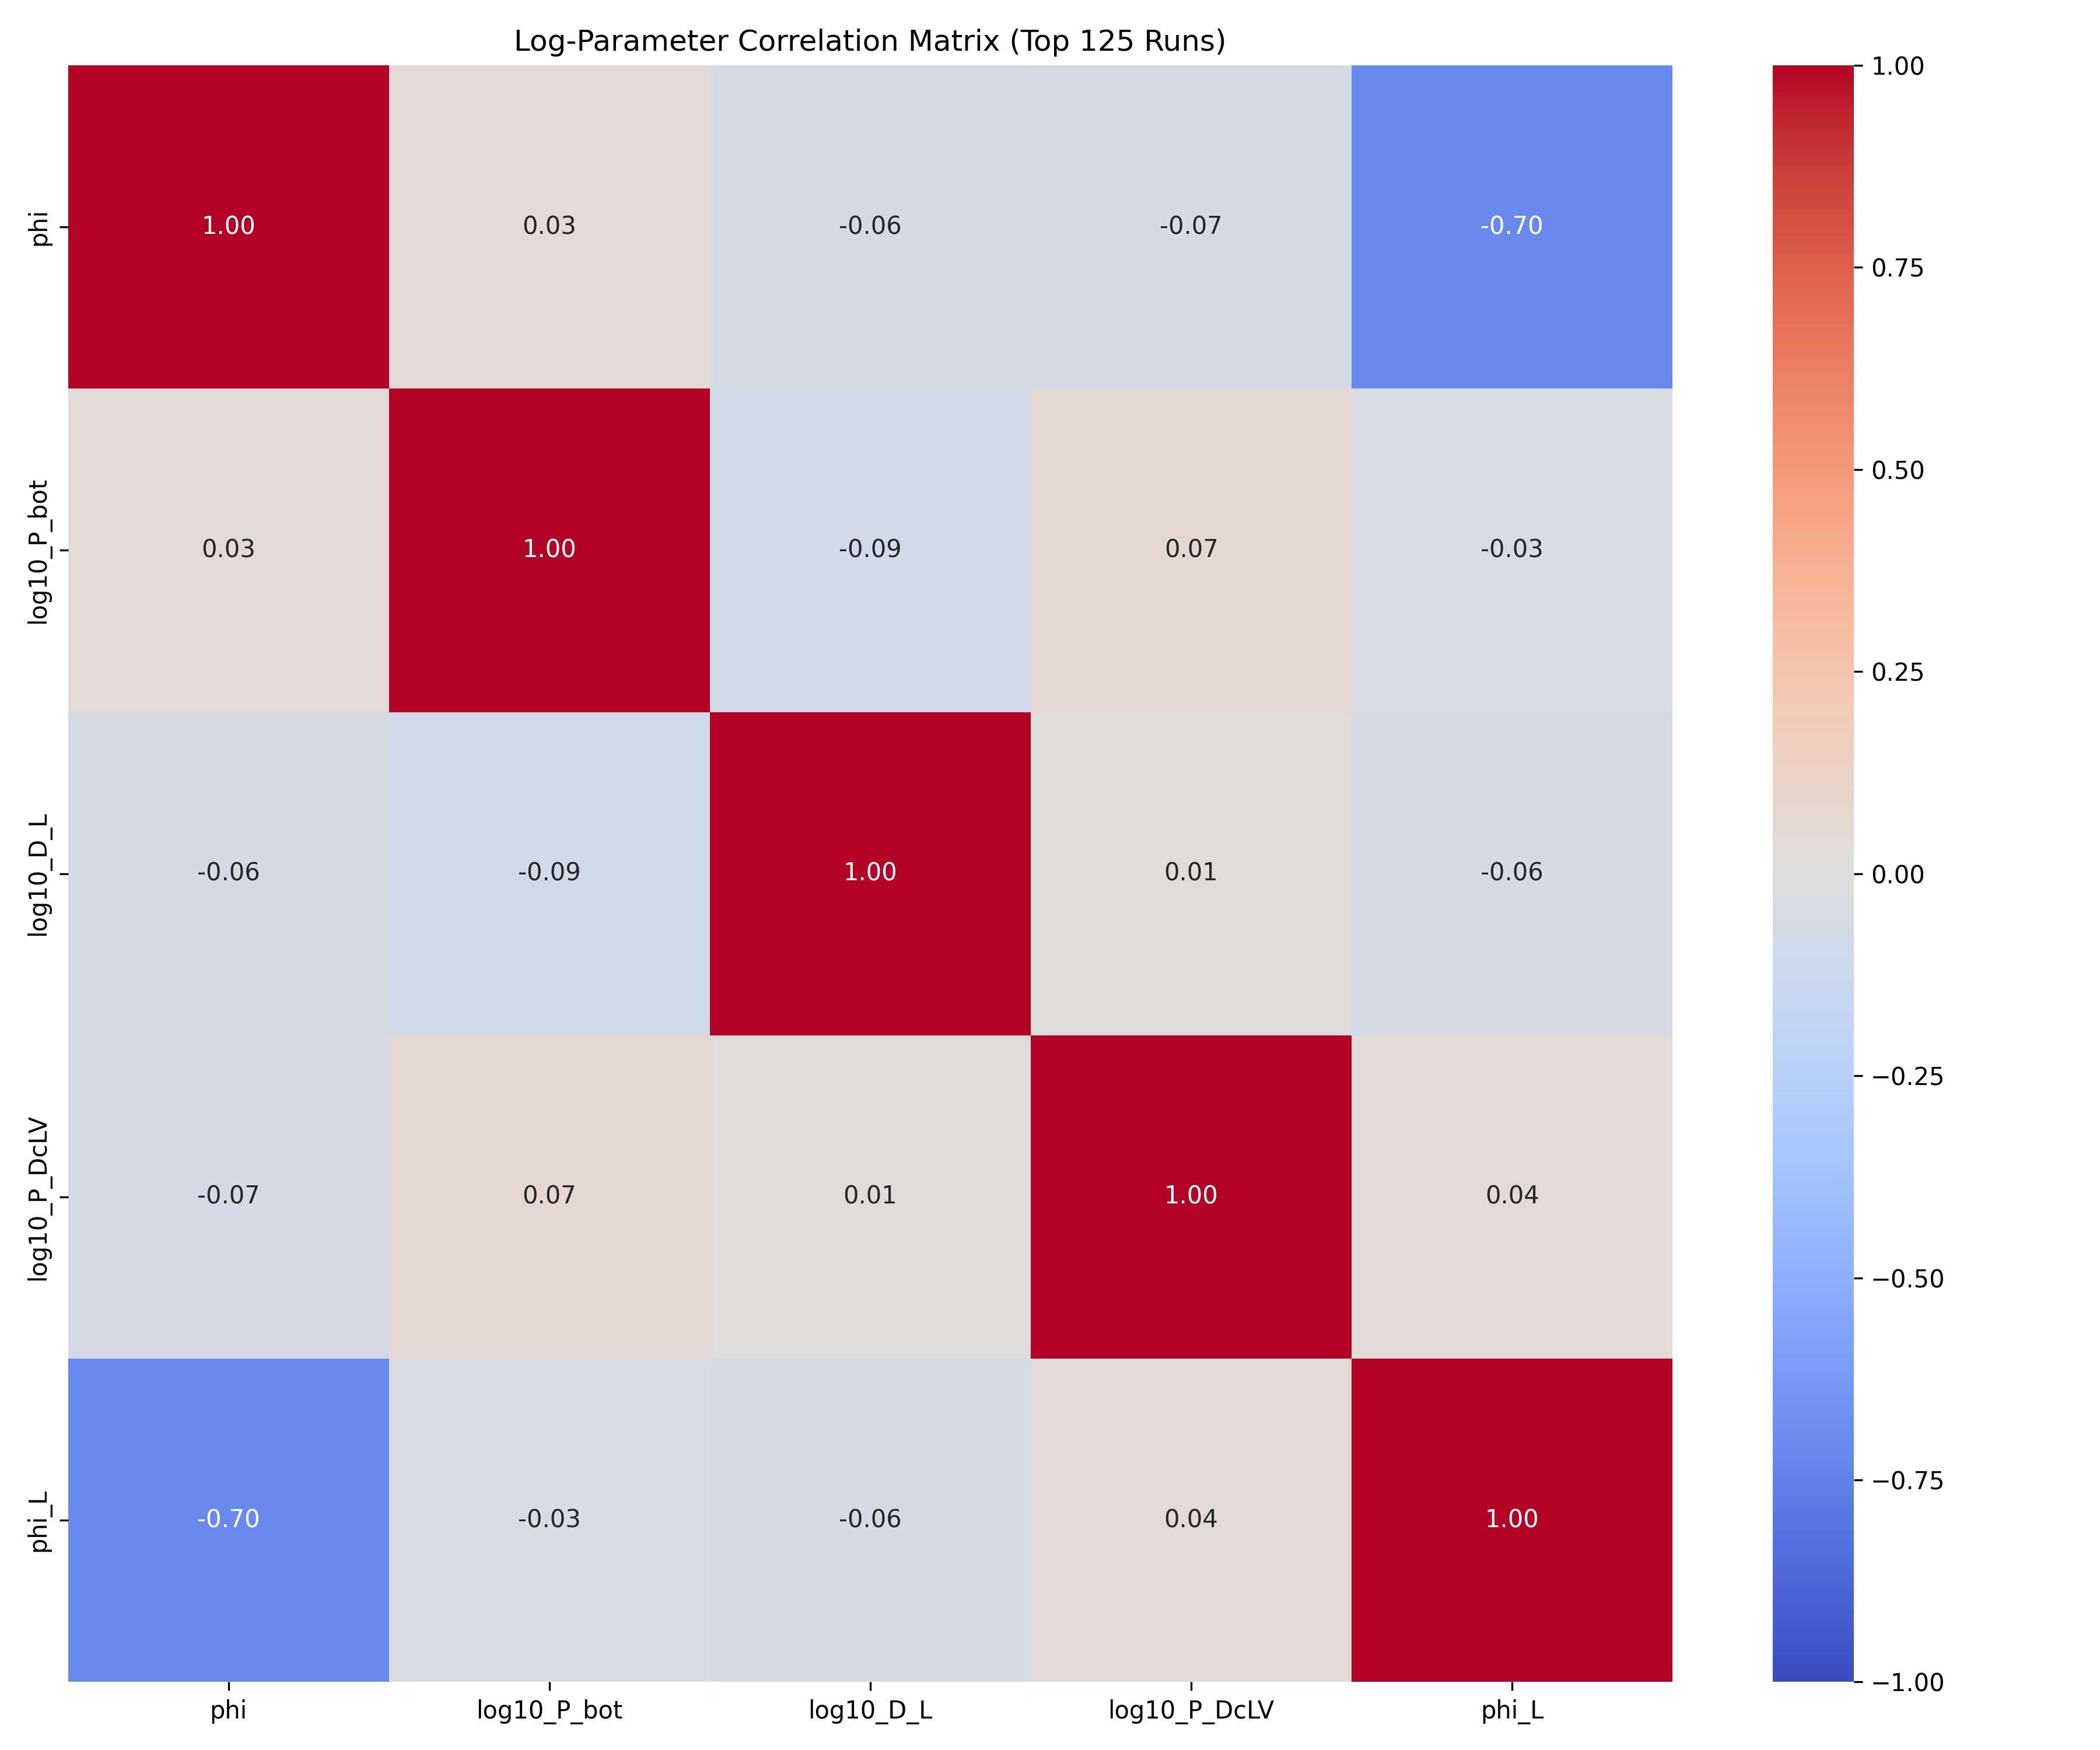 Log-Parameter Correlation Matrix (Top 125 Runs)
phi 1.00 0.03 -0.06 -0.07 -0.70
log10_P_bot 0.03 1.00 -0.09 0.07 -0.03
log10_D_L -0.06 -0.09 1.00 0.01 -0.06
log10_P_DcLV -0.07 0.07 0.01 1.00 0.04
phi_L -0.70 -0.03 -0.06 0.04 1.00
phi log10_P_bot log10_D_L log10_P_DcLV phi_L
1.00
0.75
0.50
0.25
0.00
−0.25
−0.50
−0.75
−1.00